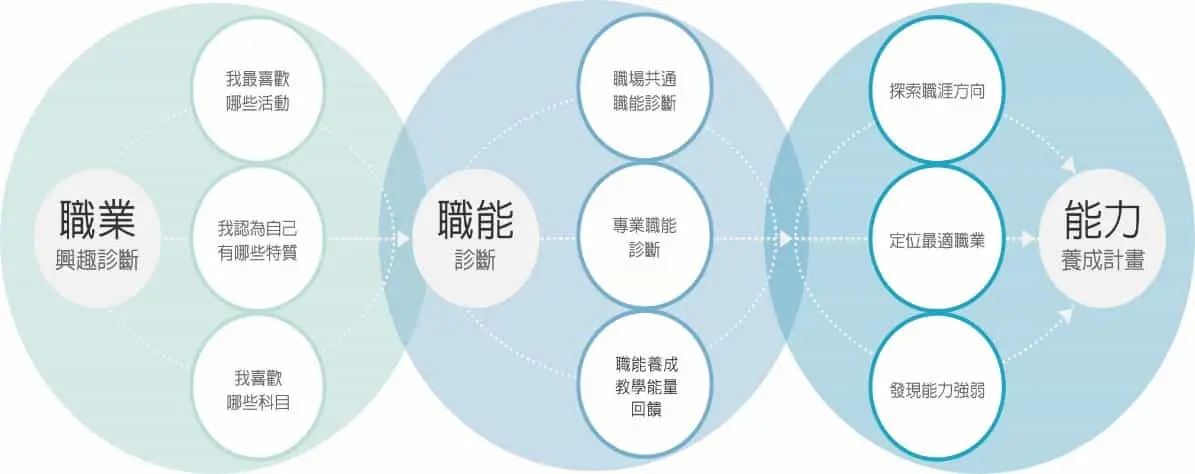 職業
興趣診斷
我最喜歡
哪些活動
我認為自己
有哪些特質
我喜歡
哪些科目
職能
診斷
職場共通
職能診斷
專業職能
診斷
職能養成
教學能量
回饋
探索職涯方向
定位最適職業
發現能力強弱
能力
養成計畫